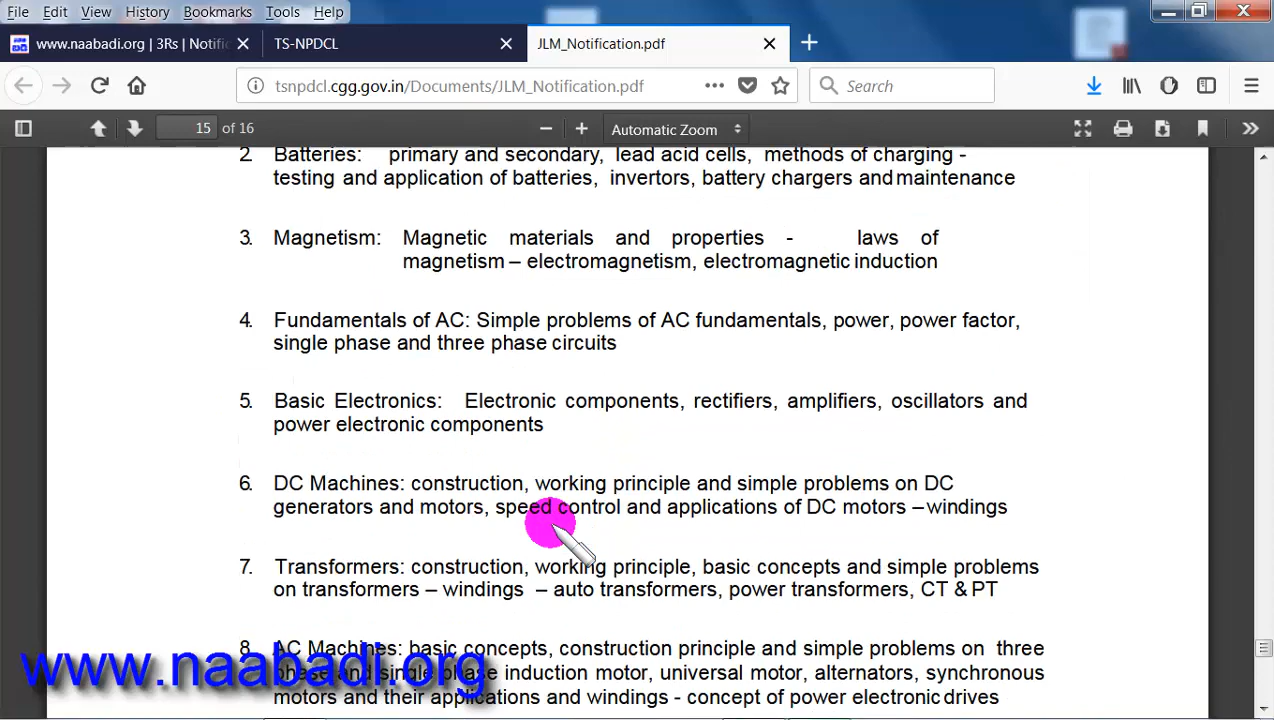 File Edit View History Bookmarks Tools Help
www.naabadi.org | 3Rs | Notific
TS-NPDCL
JLM_Notification.pdf
tsnpdcl.cgg.gov.in/Documents/JLM_Notification.pdf
Search
15 of 16
Automatic Zoom
2. Batteries: primary and secondary, lead acid cells, methods of charging -
testing and application of batteries, invertors, battery chargers and maintenance
3. Magnetism: Magnetic materials and properties - laws of
magnetism – electromagnetism, electromagnetic induction
4. Fundamentals of AC: Simple problems of AC fundamentals, power, power factor,
single phase and three phase circuits
5. Basic Electronics: Electronic components, rectifiers, amplifiers, oscillators and
power electronic components
6. DC Machines: construction, working principle and simple problems on DC
generators and motors, speed control and applications of DC motors – windings
7. Transformers: construction, working principle, basic concepts and simple problems
on transformers – windings – auto transformers, power transformers, CT & PT
8. AC Machines: basic concepts, construction principle and simple problems on three
phase and single phase induction motor, universal motor, alternators, synchronous
motors and their applications and windings - concept of power electronic drives
www.naabadi.org